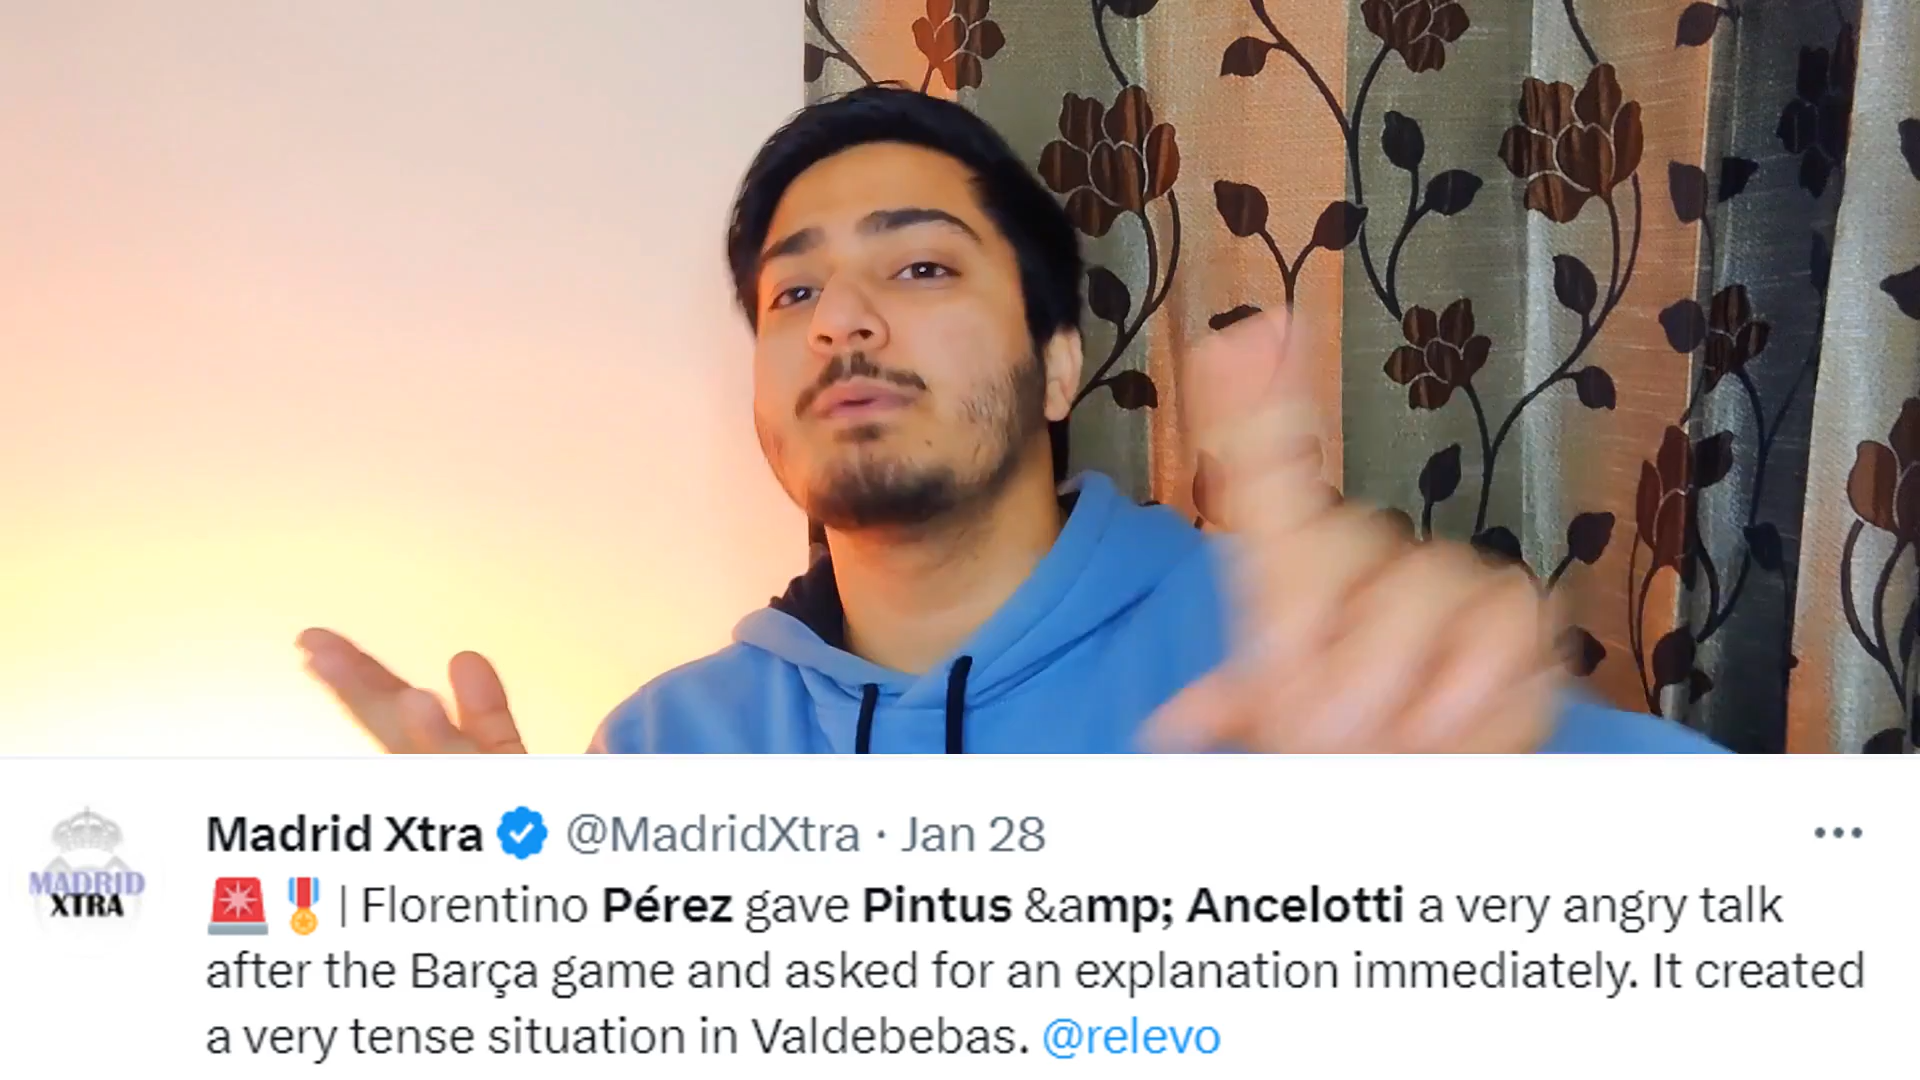 Madrid Xtra @MadridXtra · Jan 28
MADRID
XTRA
🚨🎖️ | Florentino Pérez gave Pintus &amp; Ancelotti a very angry talk
after the Barça game and asked for an explanation immediately. It created
a very tense situation in Valdebebas. @relevo